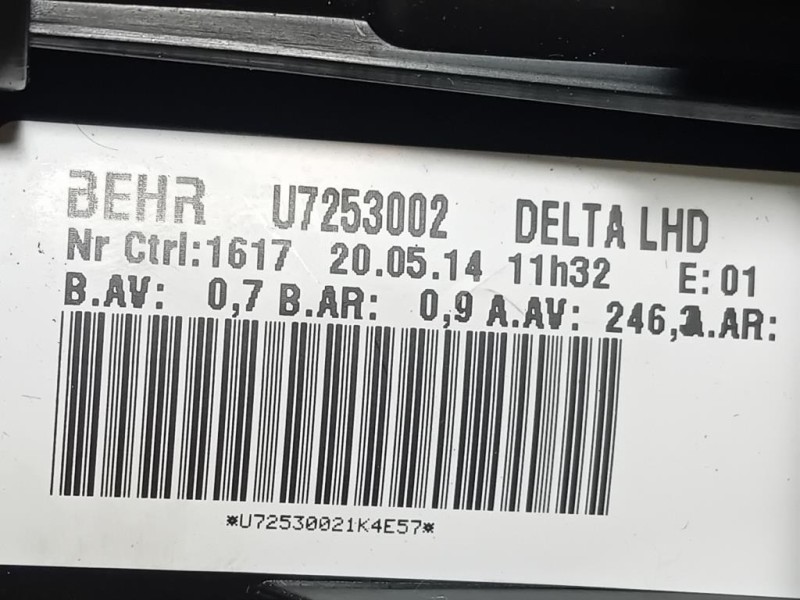 BEHR U7253002 DELTA LHD
Nr Ctrl:1617 20.05.14 11h32 E:01
B.AV: 0,7 B.AR: 0,9 A.AV: 246, A.AR:
*U72530021K4E57*